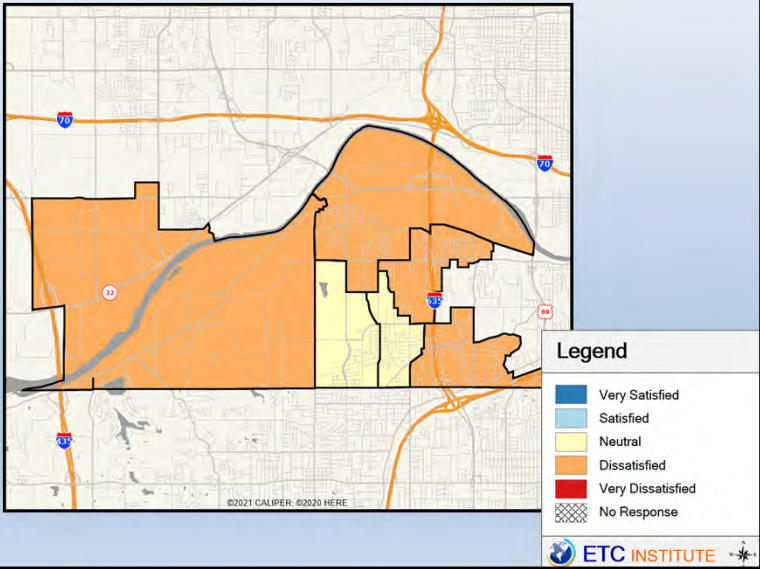 70
70
32
635
69
435
©2021 CALIPER; ©2020 HERE
Legend
Very Satisfied
Satisfied
Neutral
Dissatisfied
Very Dissatisfied
No Response
ETC INSTITUTE